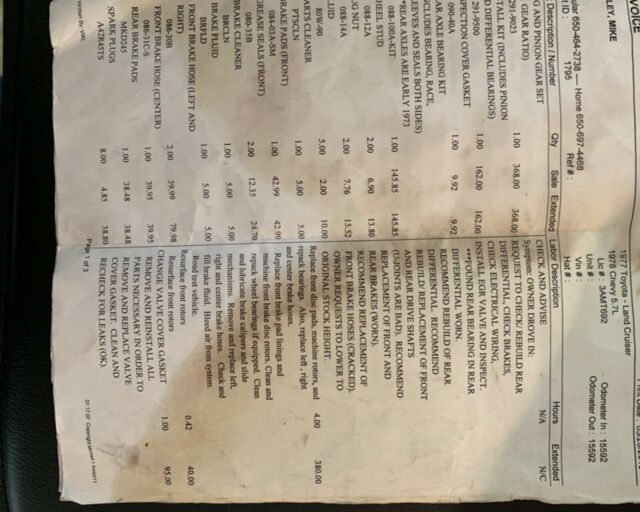 VOICE
LEY, MIKE
ular 650-464-2738 ---- Home 650-697-4468
t ID : 1795 Ref # :
1977 Toyota - Land Cruiser
1978 Chevy 5.7L
Lic # : 3AMT692 Odometer In : 15592
Unit # : Odometer Out : 15592
Vin # :
Hat # :
t Description / Number Qty Sale Extended
G AND PINION GEAR SET
291-9023 1.00 368.00 368.00
GEAR RATIO)
TALL KIT (INCLUDES PINION
D DIFFERENTIAL BEARINGS)
1.00 162.00 162.00
SPECTION COVER GASKET
090-40A 1.00 9.92 9.92
AR AXLE BEARING KIT
NCLUDES BEARING, RACE,
EEVES AND SEALS BOTH SIDES)
REAR AXLES ARE EARLY 1973
1.00 145.85 145.85
HEEL STUD
088-12A 2.00 6.90 13.80
G NUT
088-14A 2.00 7.76 15.52
LUID
80W-90 5.00 2.00 10.00
ARTS CLEANER
PTSCLN 1.00 5.00 5.00
RAKE PADS (FRONT)
084-03A-SM 1.00 42.99 42.99
GREASE SEALS (FRONT)
080-35B 2.00 12.35 24.70
BRAKE CLEANER
BRCLN 1.00 5.00 5.00
BRAKE FLUID
BRFLD 1.00 5.00 5.00
FRONT BRAKE HOSE (LEFT AND
RIGHT)
086-30B 2.00 39.99 79.98
FRONT BRAKE HOSE (CENTER)
086-31C-S 1.00 39.95 39.95
REAR BRAKE PADS
MKD245 1.00 38.48 38.48
SPARK PLUGS
A42R45TS 8.00 4.85 38.80
Labor Description Hours Extended
CHECK AND ADVISE N/A N/C
Symptom: OWNER DROVE IN:
REQUESTS: CHECK REBUILD REAR
DIFFERENTIAL, CHECK BRAKES,
CHECK ELECTRICAL WIRING,
INSTALL EGR VALVE AND INSPECT.
***FOUND REAR BEARING IN REAR
DIFFERENTIAL WORN.
RECOMMEND REBUILD OF REAR
DIFFERENTIAL. RECOMMEND
REBUILD/ REPLACEMENT OF FRONT
AND REAR DRIVE SHAFTS
(U-JOINTS ARE BAD), RECOMMEND
REPLACEMENT OF FRONT AND
REAR BRAKES (WORN),
RECOMMEND REPLACEMENT OF
FRONT BRAKE HOSES (CRACKED),
OWNER REQUESTS TO LOWER TO
ORIGINAL STOCK HEIGHT.
Replace front disc pads, machine rotors, and 4.00 380.00
repack bearings. Also, replace left , right
and center brake hoses.
Replace front brake pad linings and
machine front brake disc rotors. Clean and
repack wheel bearings if equipped. Clean
and lubricate brake calipers and slide
mechanisms. Remove and replace left,
right and center brake hoses. Check and
fill brake fluid. Bleed air from system.
Road test vehicle.
Resurface front rotors 0.42 40.00
Resurface front rotors
CHANGE VALVE COVER GASKET 1.00 95.00
REMOVE AND REINSTALL ALL
PARTS NECESSARY IN ORDER TO
REMOVE AND REPLACE VALVE
COVER GASKET . CLEAN AND
RECHECK FOR LEAKS (OK).
Page 1 of 3